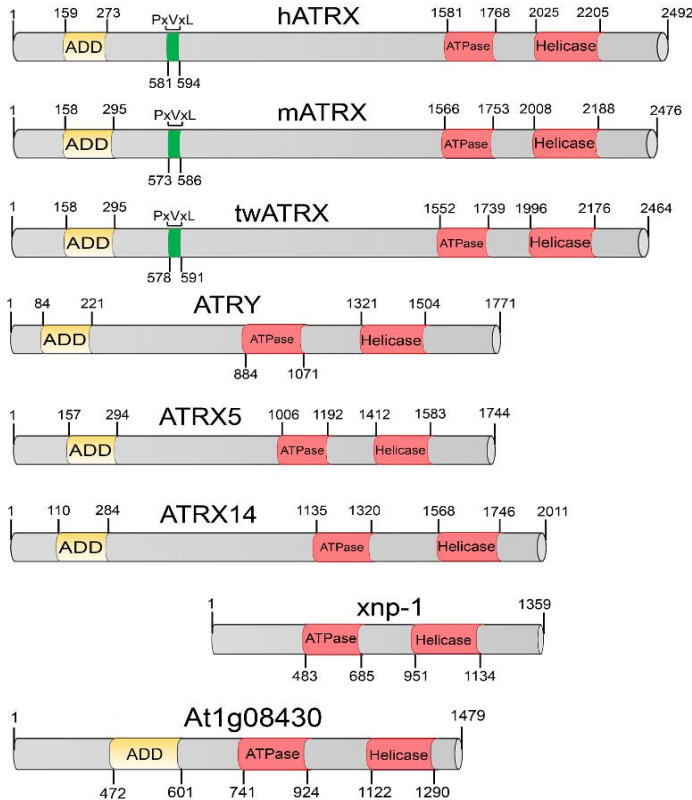 PxVxL
hATRX
1 159 273 1581 1768 2025 2205 2492
ADD ATPase Helicase
581 594
PxVxL
mATRX
1 158 295 1566 1753 2008 2188 2476
ADD ATPase Helicase
573 586
PxVxL
twATRX
1 158 295 1552 1739 1996 2176 2464
ADD ATPase Helicase
578 591
ATRY
1 84 221 1321 1504 1771
ADD ATPase Helicase
884 1071
ATRX5
1 157 294 1006 1192 1412 1583 1744
ADD ATPase Helicase
ATRX14
1 110 284 1135 1320 1568 1746 2011
ADD ATPase Helicase
xnp-1
1 1359
ATPase Helicase
483 685 951 1134
At1g08430
1 1479
ADD ATPase Helicase
472 601 741 924 1122 1290